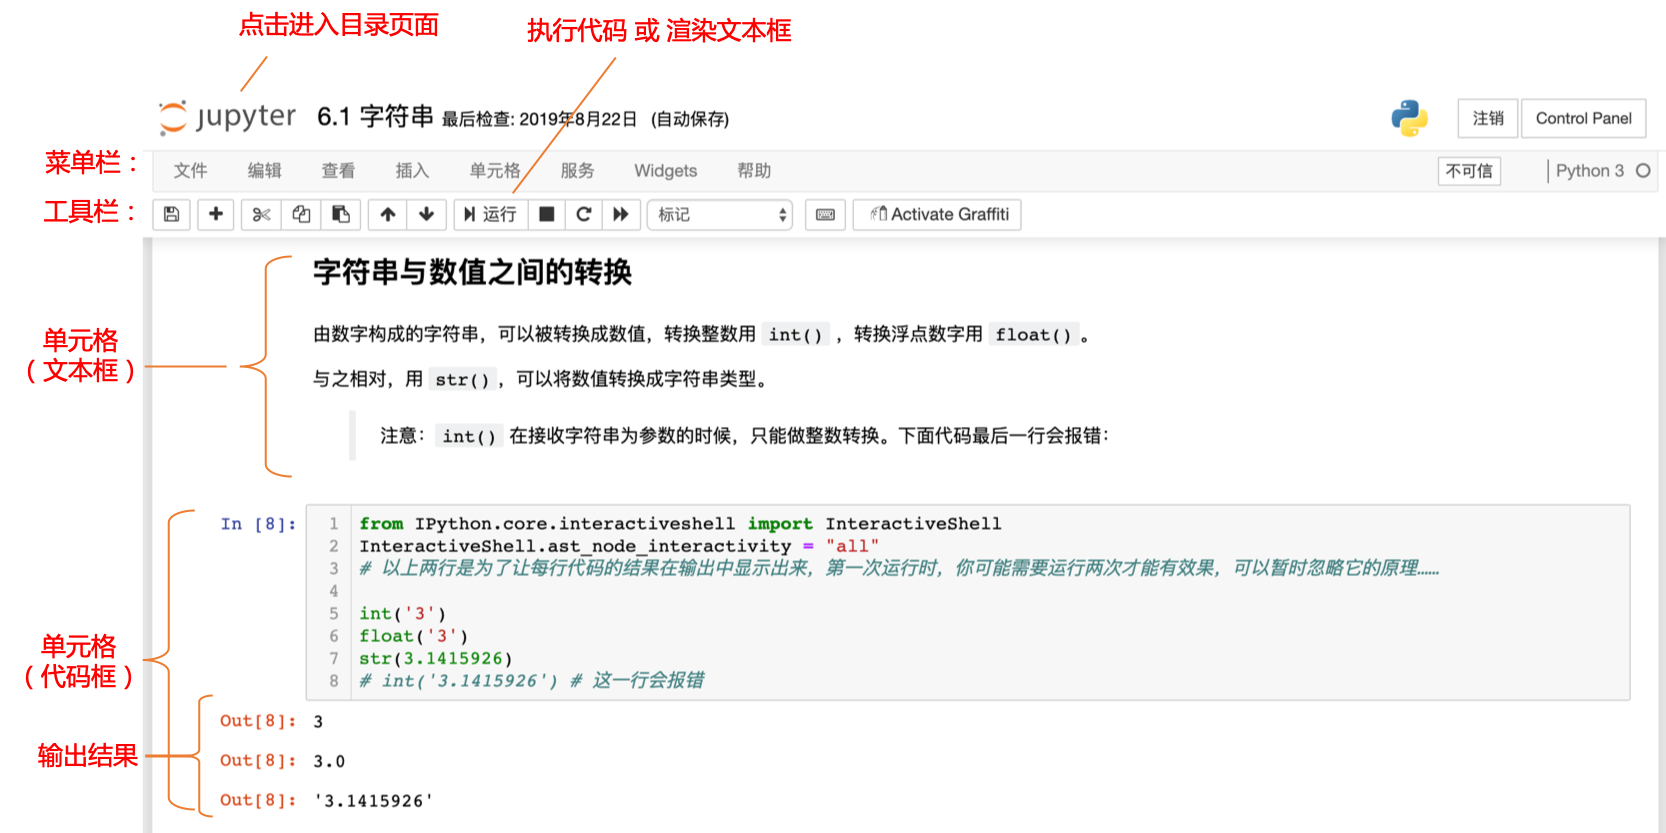 点击进入目录页面
执行代码 或 渲染文本框
jupyter 6.1 字符串 最后检查: 2019年8月22日 (自动保存) 注销 Control Panel
菜单栏： 文件 编辑 查看 插入 单元格 服务 Widgets 帮助 不可信 Python 3
工具栏： 运行 标记 Activate Graffiti
字符串与数值之间的转换
由数字构成的字符串，可以被转换成数值，转换整数用 int() ，转换浮点数字用 float() 。
单元格
（文本框）
与之相对，用 str() ，可以将数值转换成字符串类型。
注意： int() 在接收字符串为参数的时候，只能做整数转换。下面代码最后一行会报错：
In [8]:
1 from IPython.core.interactiveshell import InteractiveShell
2 InteractiveShell.ast_node_interactivity = "all"
3 # 以上两行是为了让每行代码的结果在输出中显示出来，第一次运行时，你可能需要运行两次才能有效果，可以暂时忽略它的原理……
4
5 int('3')
6 float('3')
7 str(3.1415926)
8 # int('3.1415926') # 这一行会报错
单元格
（代码框）
Out[8]: 3
输出结果
Out[8]: 3.0
Out[8]: '3.1415926'